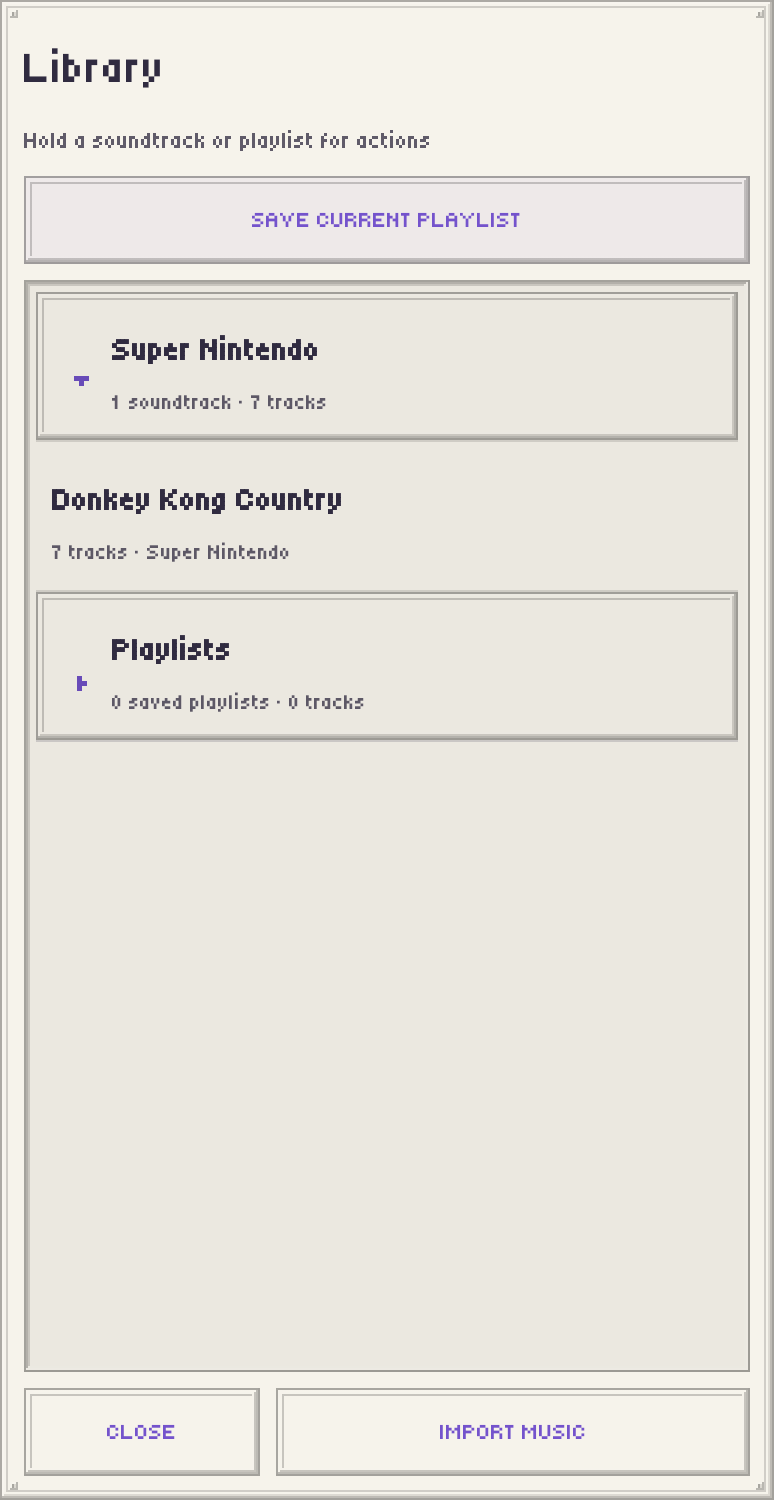 Library
Hold a soundtrack or playlist for actions
SAVE CURRENT PLAYLIST
Super Nintendo
1 soundtrack · 7 tracks
Donkey Kong Country
7 tracks · Super Nintendo
Playlists
0 saved playlists · 0 tracks
CLOSE
IMPORT MUSIC